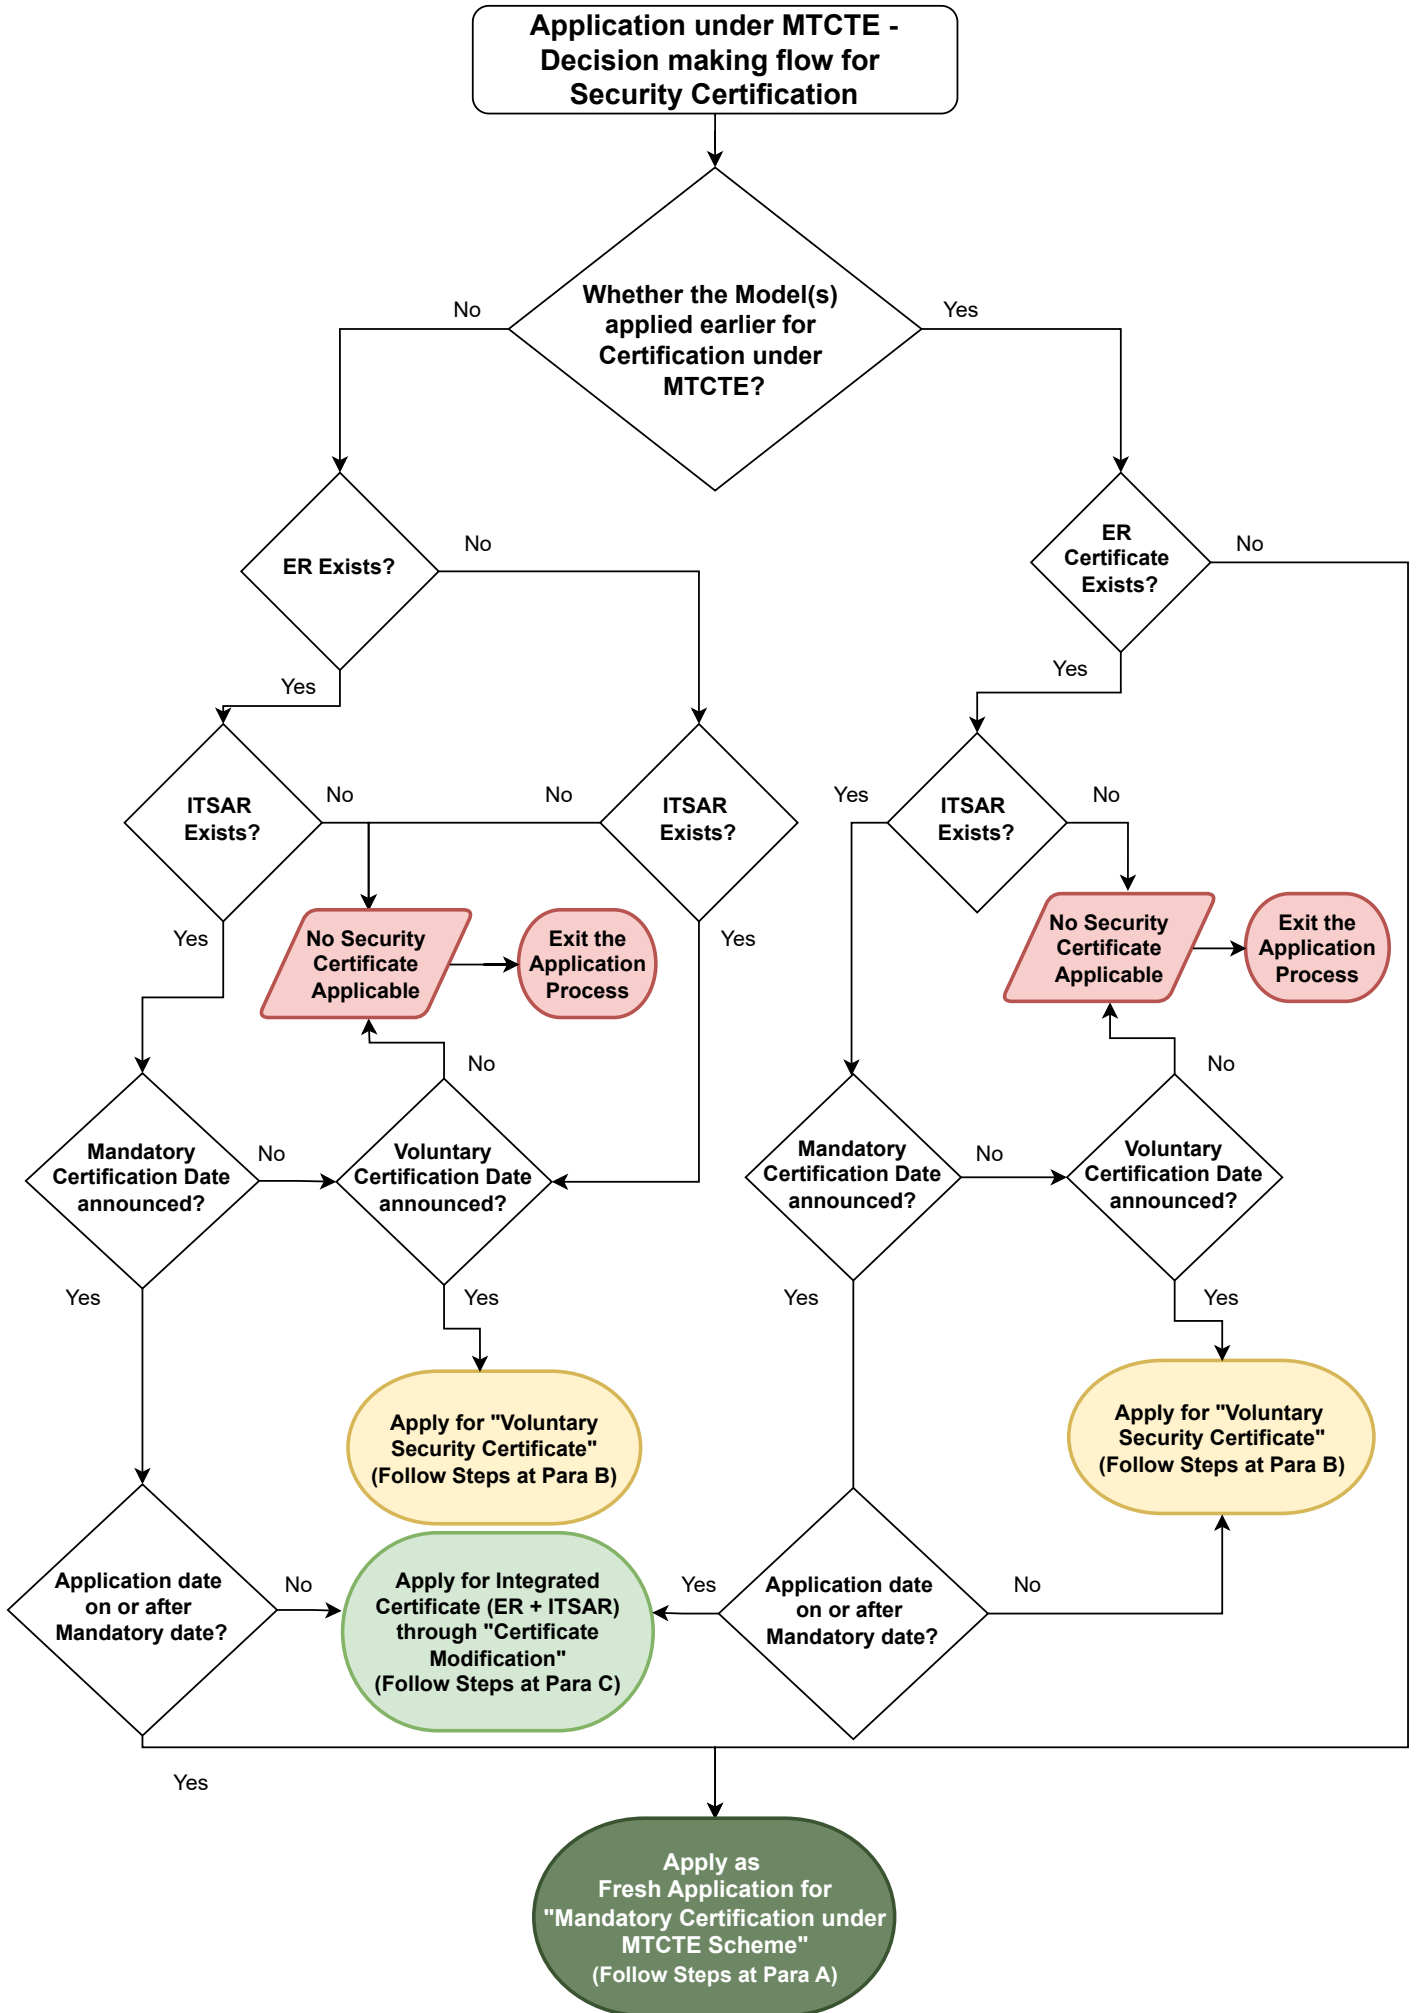 Application under MTCTE -
Decision making flow for
Security Certification
Whether the Model(s)
applied earlier for
Certification under
MTCTE?
No
Yes
ER Exists?
No
Yes
ER
Certificate
Exists?
No
Yes
ITSAR
Exists?
No
Yes
No
ITSAR
Exists?
Yes
Yes
ITSAR
Exists?
No
No Security
Certificate
Applicable
Exit the
Application
Process
No Security
Certificate
Applicable
Exit the
Application
Process
Mandatory
Certification Date
announced?
No
Yes
Voluntary
Certification Date
announced?
No
Yes
Mandatory
Certification Date
announced?
No
Yes
Voluntary
Certification Date
announced?
No
Yes
Apply for "Voluntary
Security Certificate"
(Follow Steps at Para B)
Apply for "Voluntary
Security Certificate"
(Follow Steps at Para B)
Application date
on or after
Mandatory date?
No
Yes
Apply for Integrated
Certificate (ER + ITSAR)
through "Certificate
Modification"
(Follow Steps at Para C)
Yes
Application date
on or after
Mandatory date?
No
Apply as
Fresh Application for
"Mandatory Certification under
MTCTE Scheme"
(Follow Steps at Para A)